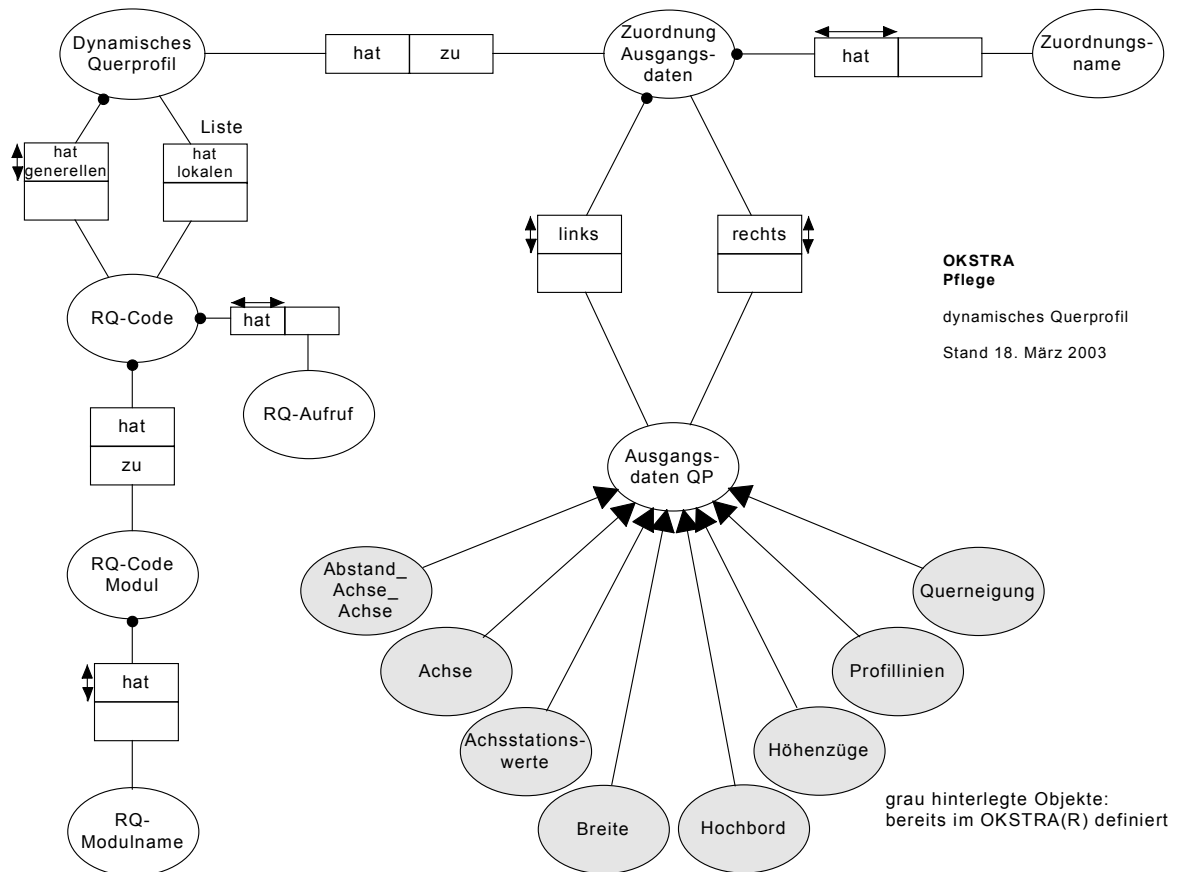 Dynamisches
Querprofil
hat
zu
Zuordnung
Ausgangs-
daten
hat
Zuordnungs-
name
Liste
hat
generellen
hat
lokalen
links
rechts
OKSTRA
Pflege
dynamisches Querprofil
Stand 18. März 2003
RQ-Code
hat
RQ-Aufruf
hat
zu
Ausgangs-
daten QP
RQ-Code
Modul
Abstand_
Achse_
Achse
Querneigung
hat
Achse
Profillinien
Achsstations-
werte
Höhenzüge
RQ-
Modulname
Breite
Hochbord
grau hinterlegte Objekte:
bereits im OKSTRA(R) definiert